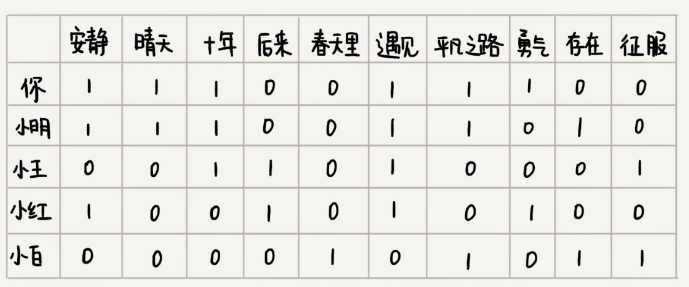 安静 晴天 十年 后来 春天里 遇见 平凡之路 勇气 存在 征服
你 1 1 1 0 0 1 1 1 0 0
小明 1 1 1 0 0 1 1 0 1 0
小王 0 0 1 1 0 1 0 0 0 1
小红 1 0 0 1 0 1 0 1 0 0
小白 0 0 0 0 1 0 1 0 1 1